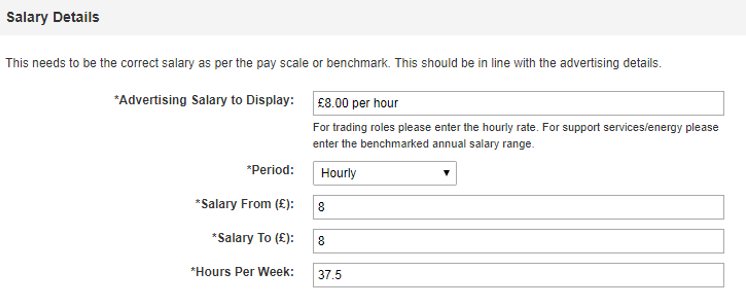 Salary Details
This needs to be the correct salary as per the pay scale or benchmark. This should be in line with the advertising details.
*Advertising Salary to Display: £8.00 per hour
For trading roles please enter the hourly rate. For support services/energy please
enter the benchmarked annual salary range.
*Period: Hourly
*Salary From (£): 8
*Salary To (£): 8
*Hours Per Week: 37.5